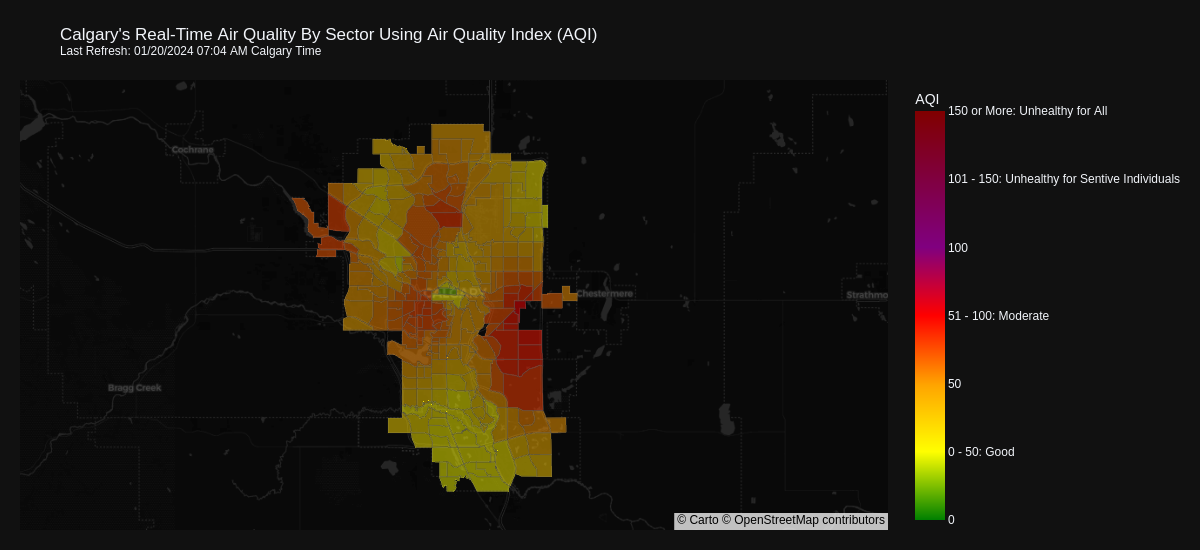 Calgary's Real-Time Air Quality By Sector Using Air Quality Index (AQI)
Last Refresh: 01/20/2024 07:04 AM Calgary Time
AQI
150 or More: Unhealthy for All
Cochrane
101 - 150: Unhealthy for Sentive Individuals
100
CALGARY
Chestermere
Strathmo
51 - 100: Moderate
50
Bragg Creek
0 - 50: Good
© Carto © OpenStreetMap contributors
0